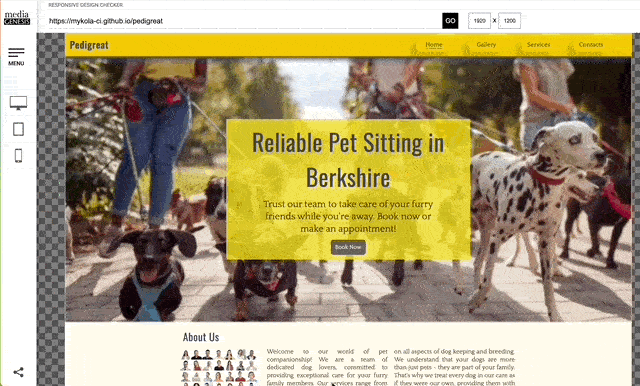 RESPONSIVE DESIGN CHECKER
media
GENESIS
https://mykola-ci.github.io/pedigreat
GO
1920
X
1200
MENU
Pedigreat
Home
Gallery
Services
Contacts
Reliable Pet Sitting in
Berkshire
Trust our team to take care of your furry
friends while you're away. Book now or
make an appointment!
Book Now
About Us
Welcome to our world of pet
companionship! We are a team of
dedicated dog lovers, committed to
providing exceptional care for your furry
family members. Our services range from
on all aspects of dog keeping and breeding.
We understand that your dogs are more
than just pets - they are part of your family.
That's why we treat every dog in our care as
if they were our own, providing them with